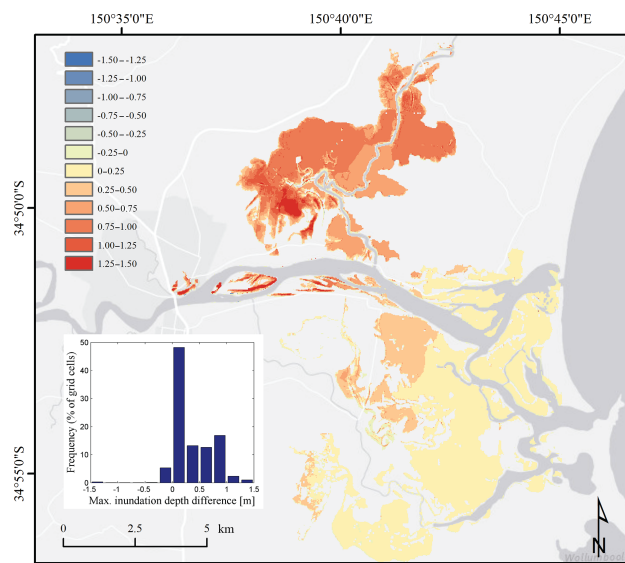 150°35'0"E 150°40'0"E 150°45'0"E
-1.50–-1.25
-1.25–-1.00
-1.00–-0.75
-0.75–-0.50
-0.50–-0.25
-0.25–0
0–0.25
0.25–0.50
0.50–0.75
0.75–1.00
1.00–1.25
1.25–1.50
34°50'0"S
34°55'0"S
Frequency (% of grid cells)
50
40
30
20
10
0
-1.5 -1 -0.5 0 0.5 1 1.5
Max. inundation depth difference [m]
0 2.5 5 km
N